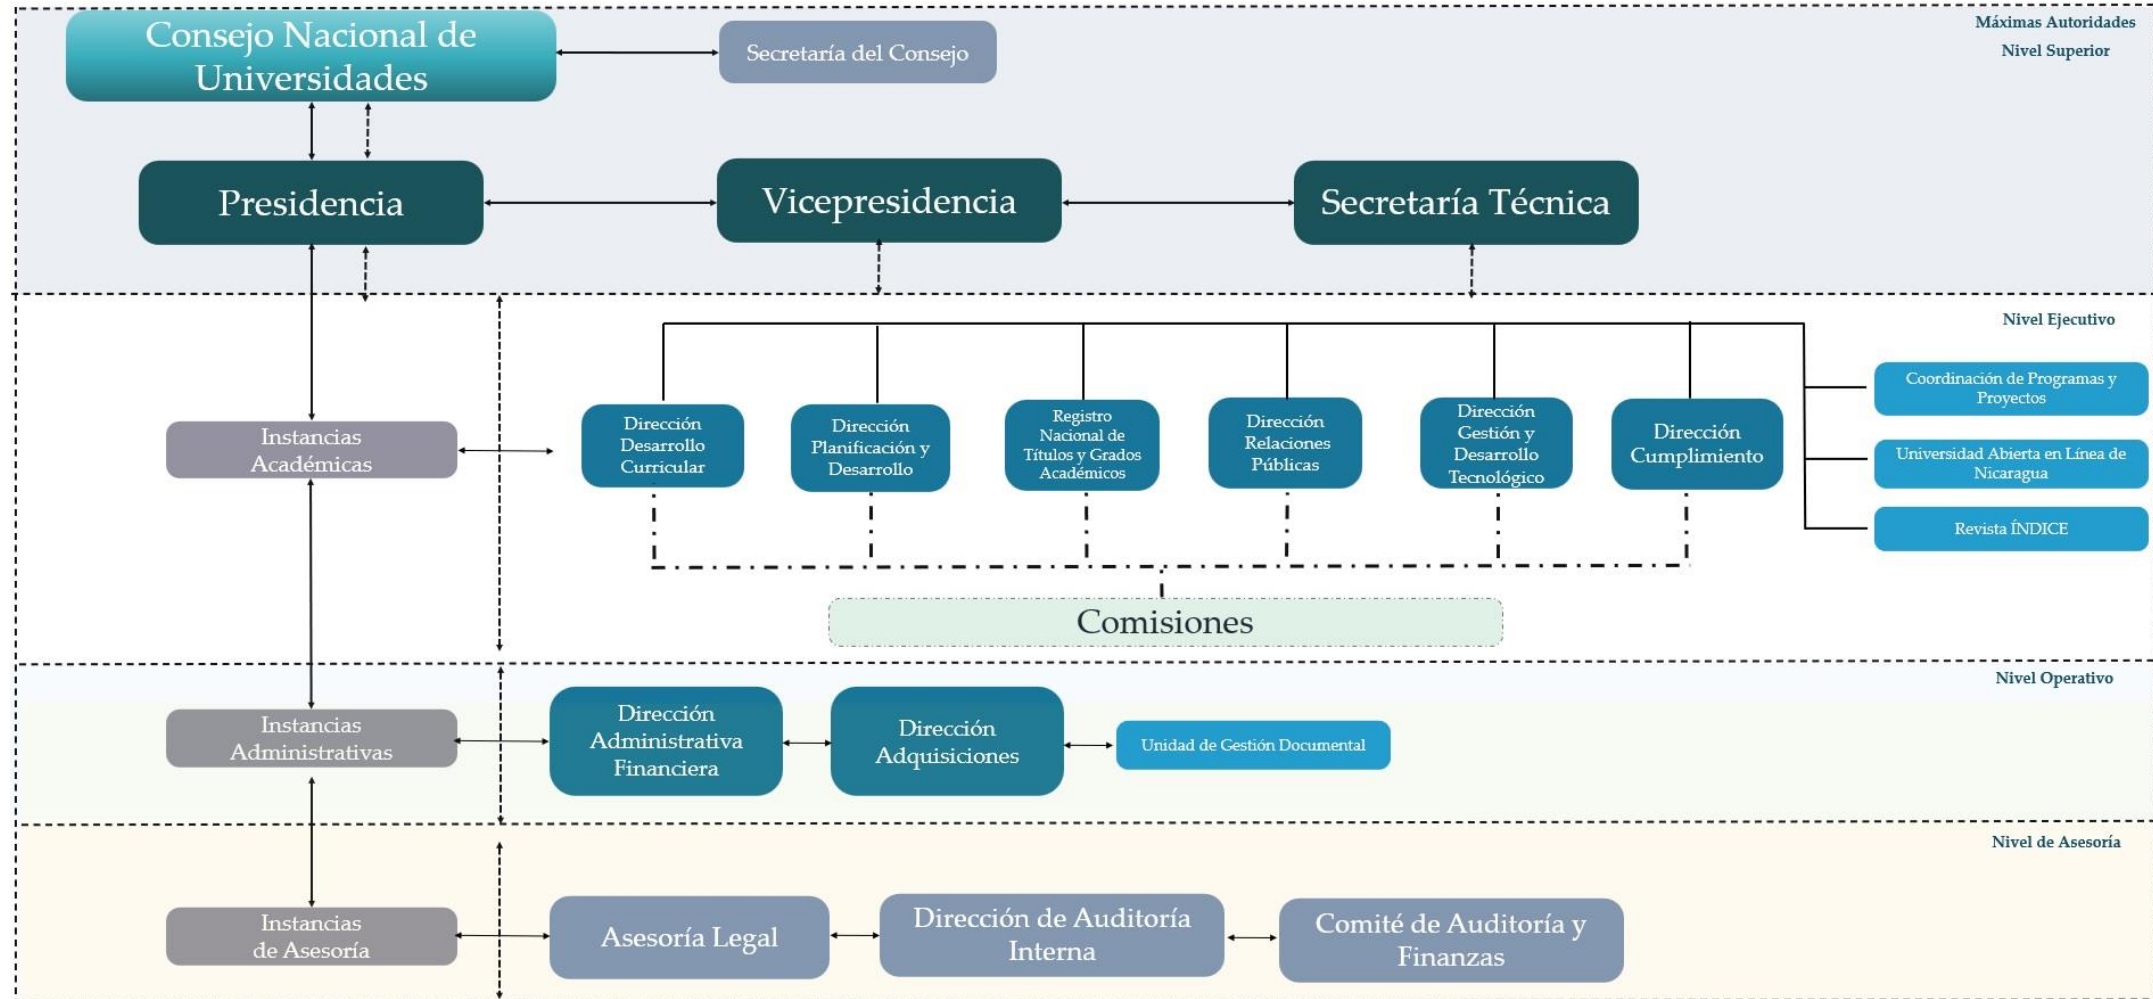 Máximas Autoridades
Nivel Superior
Consejo Nacional de
Universidades
Secretaría del Consejo
Presidencia
Vicepresidencia
Secretaría Técnica
Nivel Ejecutivo
Instancias
Académicas
Dirección
Desarrollo
Curricular
Dirección
Planificación y
Desarrollo
Registro
Nacional de
Títulos y Grados
Académicos
Dirección
Relaciones
Públicas
Dirección
Gestión y
Desarrollo
Tecnológico
Dirección
Cumplimiento
Coordinación de Programas y
Proyectos
Universidad Abierta en Línea de
Nicaragua
Revista ÍNDICE
Comisiones
Nivel Operativo
Instancias
Administrativas
Dirección
Administrativa
Financiera
Dirección
Adquisiciones
Unidad de Gestión Documental
Nivel de Asesoría
Instancias
de Asesoría
Asesoría Legal
Dirección de Auditoría
Interna
Comité de Auditoría y
Finanzas